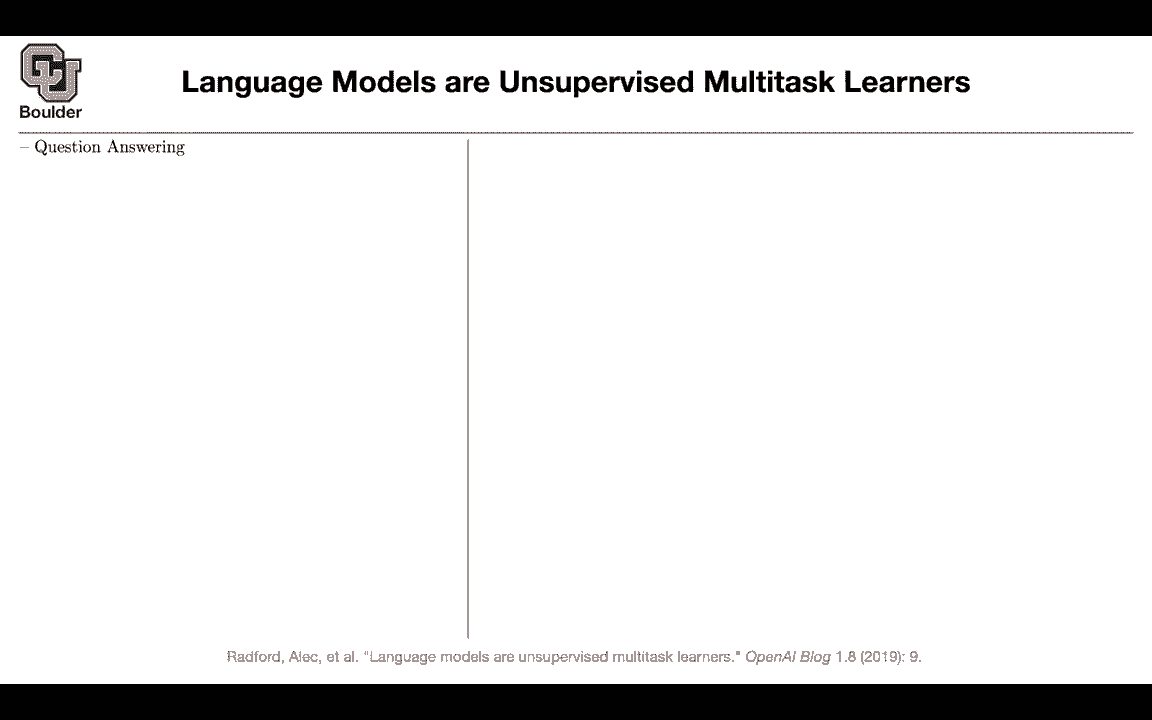 Boulder
Language Models are Unsupervised Multitask Learners
– Question Answering
Radford, Alec, et al. "Language models are unsupervised multitask learners." OpenAI Blog 1.8 (2019): 9.